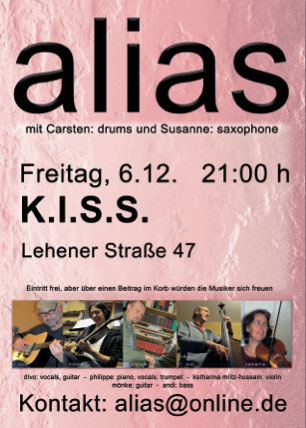 alias
mit Carsten: drums und Susanne: saxophone
Freitag, 6.12. 21:00 h
K.I.S.S.
Lehener Straße 47
Eintritt frei, aber über einen Beitrag im Korb würden die Musiker sich freuen
divo: vocals, guitar - philippe: piano, vocals, trumpet - katharina mlitz-hussain: violin
mönke: guitar - andi: bass
Kontakt: alias@online.de